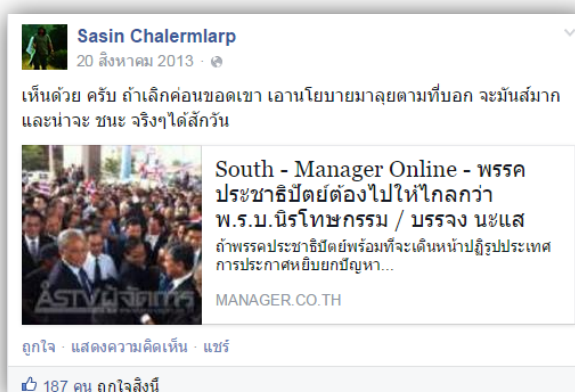 Sasin Chalermlarp
20 สิงหาคม 2013 ·
เห็นด้วย ครับ ถ้าเลิกค่อนขอดเขา เอานโยบายมาลุยตามที่บอก จะมันส์มาก
และน่าจะ ชนะ จริงๆได้สักวัน
South - Manager Online - พรรค
ประชาธิปัตย์ต้องไปให้ไกลกว่า
พ.ร.บ.นิรโทษกรรม / บรรจง นะแส
ถ้าพรรคประชาธิปัตย์พร้อมที่จะเดินหน้าปฏิรูปประเทศ
การประกาศหยิบยกปัญหา...
MANAGER.CO.TH
ASTVผู้จัดการ
ถูกใจ · แสดงความคิดเห็น · แชร์
187 คน ถูกใจสิ่งนี้